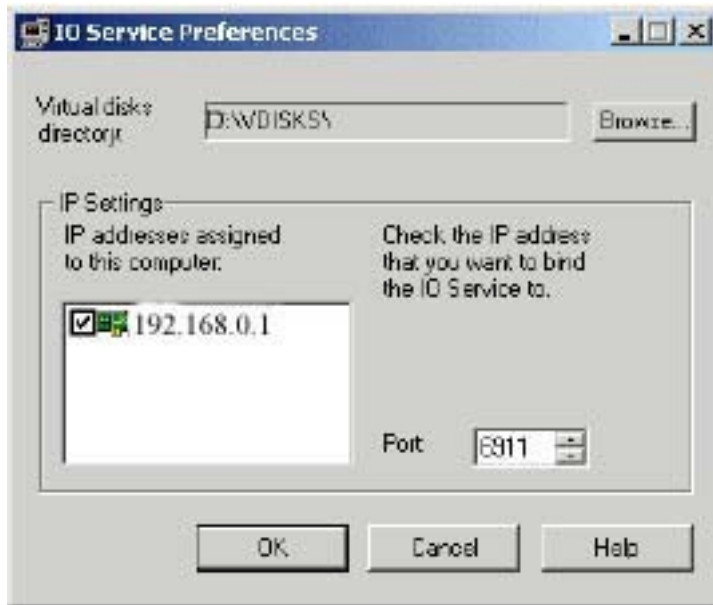 IO Service Preferences
Virtual disks
directory:
D:\VDISKS\
Browse...
IP Settings
IP addresses assigned
to this computer:
Check the IP address
that you want to bind
the IO Service to.
192.168.0.1
Port
6911
OK
Cancel
Help